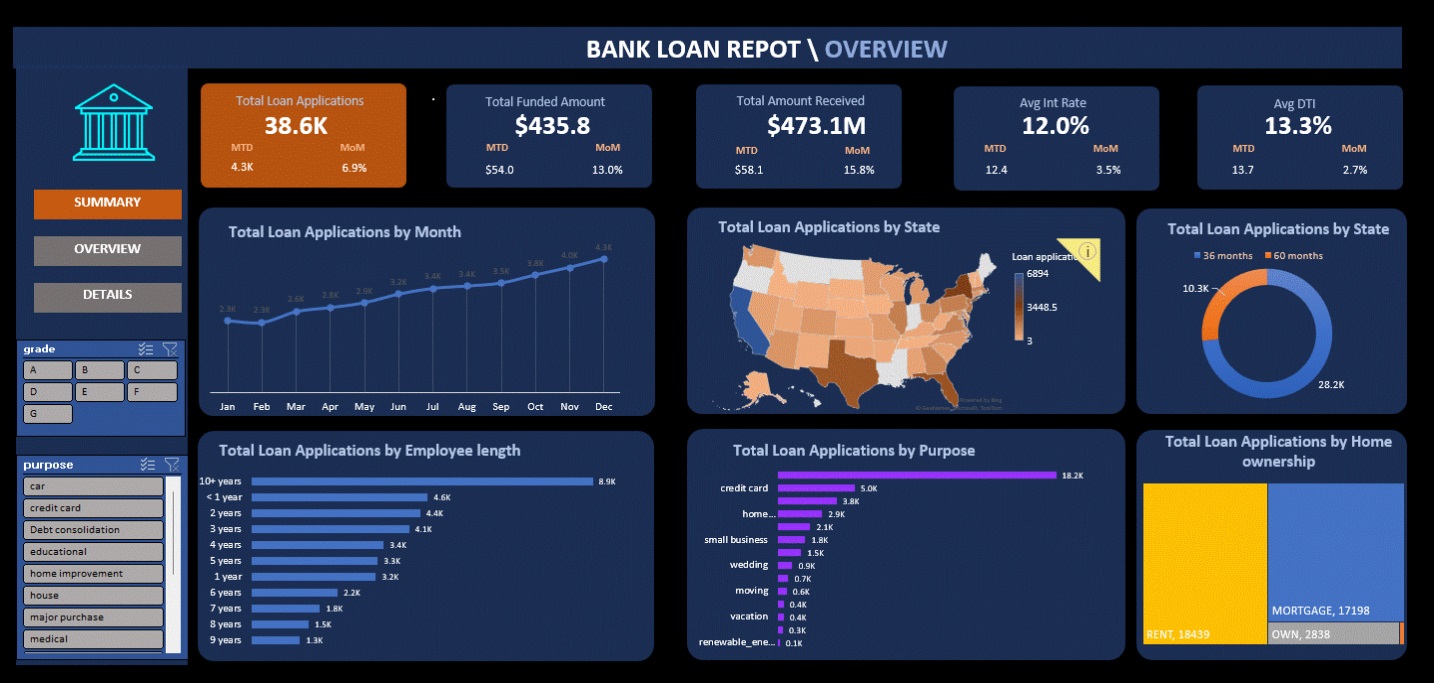 BANK LOAN REPOT \ OVERVIEW
Total Loan Applications
38.6K
MTD MoM
4.3K 6.9%
Total Funded Amount
$435.8
MTD MoM
$54.0 13.0%
Total Amount Received
$473.1M
MTD MoM
$58.1 15.8%
Avg Int Rate
12.0%
MTD MoM
12.4 3.5%
Avg DTI
13.3%
MTD MoM
13.7 2.7%
SUMMARY
OVERVIEW
DETAILS
grade
A B C
D E F
G
purpose
car
credit card
Debt consolidation
educational
home improvement
house
major purchase
medical
Total Loan Applications by Month
2.3K 2.3K 2.6K 2.8K 2.9K 3.2K 3.4K 3.4K 3.5K 3.8K 4.0K 4.3K
Jan Feb Mar Apr May Jun Jul Aug Sep Oct Nov Dec
Total Loan Applications by State
Loan applicatio
6894
3448.5
3
Powered by Bing
Total Loan Applications by State
36 months 60 months
10.3K
28.2K
Total Loan Applications by Employee length
10+ years 8.9K
< 1 year 4.6K
2 years 4.4K
3 years 4.1K
4 years 3.4K
5 years 3.3K
1 year 3.2K
6 years 2.2K
7 years 1.8K
8 years 1.5K
9 years 1.3K
Total Loan Applications by Purpose
18.2K
credit card 5.0K
3.8K
home... 2.9K
2.1K
small business 1.8K
1.5K
wedding 0.9K
0.7K
moving 0.6K
0.4K
vacation 0.4K
0.3K
renewable_ene... 0.1K
Total Loan Applications by Home
ownership
RENT, 18439
MORTGAGE, 17198
OWN, 2838